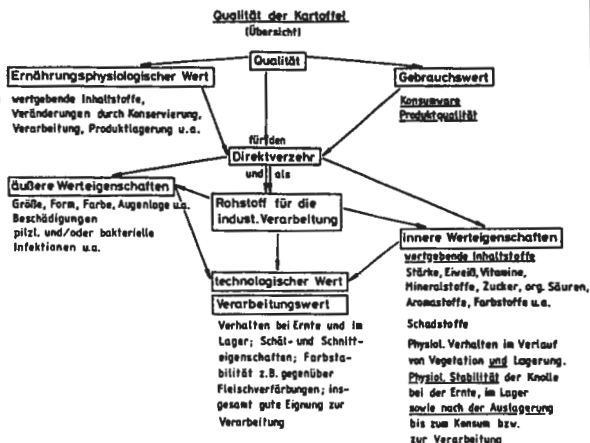 Qualität der Kartoffel
(Übersicht)
Qualität
Ernährungsphysiologischer Wert
wertgebende Inhaltstoffe,
Veränderungen durch Konservierung,
Verarbeitung, Produktlagerung u.a.
Gebrauchswert
Konsumware
Produktqualität
für den
Direktverzehr
und als
äußere Werteigenschaften
Größe, Form, Farbe, Augenlage u.a.
Beschädigungen
pilzl. und/oder bakterielle
Infektionen u.a.
Rohstoff für die
indust. Verarbeitung
innere Werteigenschaften
wertgebende Inhaltstoffe
Stärke, Eiweiß, Vitamine,
Mineralstoffe, Zucker, org. Säuren,
Aromastoffe, Farbstoffe u.a.
Schadstoffe
Physiol. Verhalten im Verlauf
von Vegetation und Lagerung.
Physiol. Stabilität der Knolle
bei der Ernte, im Lager
sowie nach der Auslagerung
bis zum Konsum bzw.
zur Verarbeitung
technologischer Wert
Verarbeitungswert
Verhalten bei Ernte und im
Lager; Schäl- und Schnitt-
eigenschaften; Farbsta-
bilität z.B. gegenüber
Fleischverfärbungen; ins-
gesamt gute Eignung zur
Verarbeitung